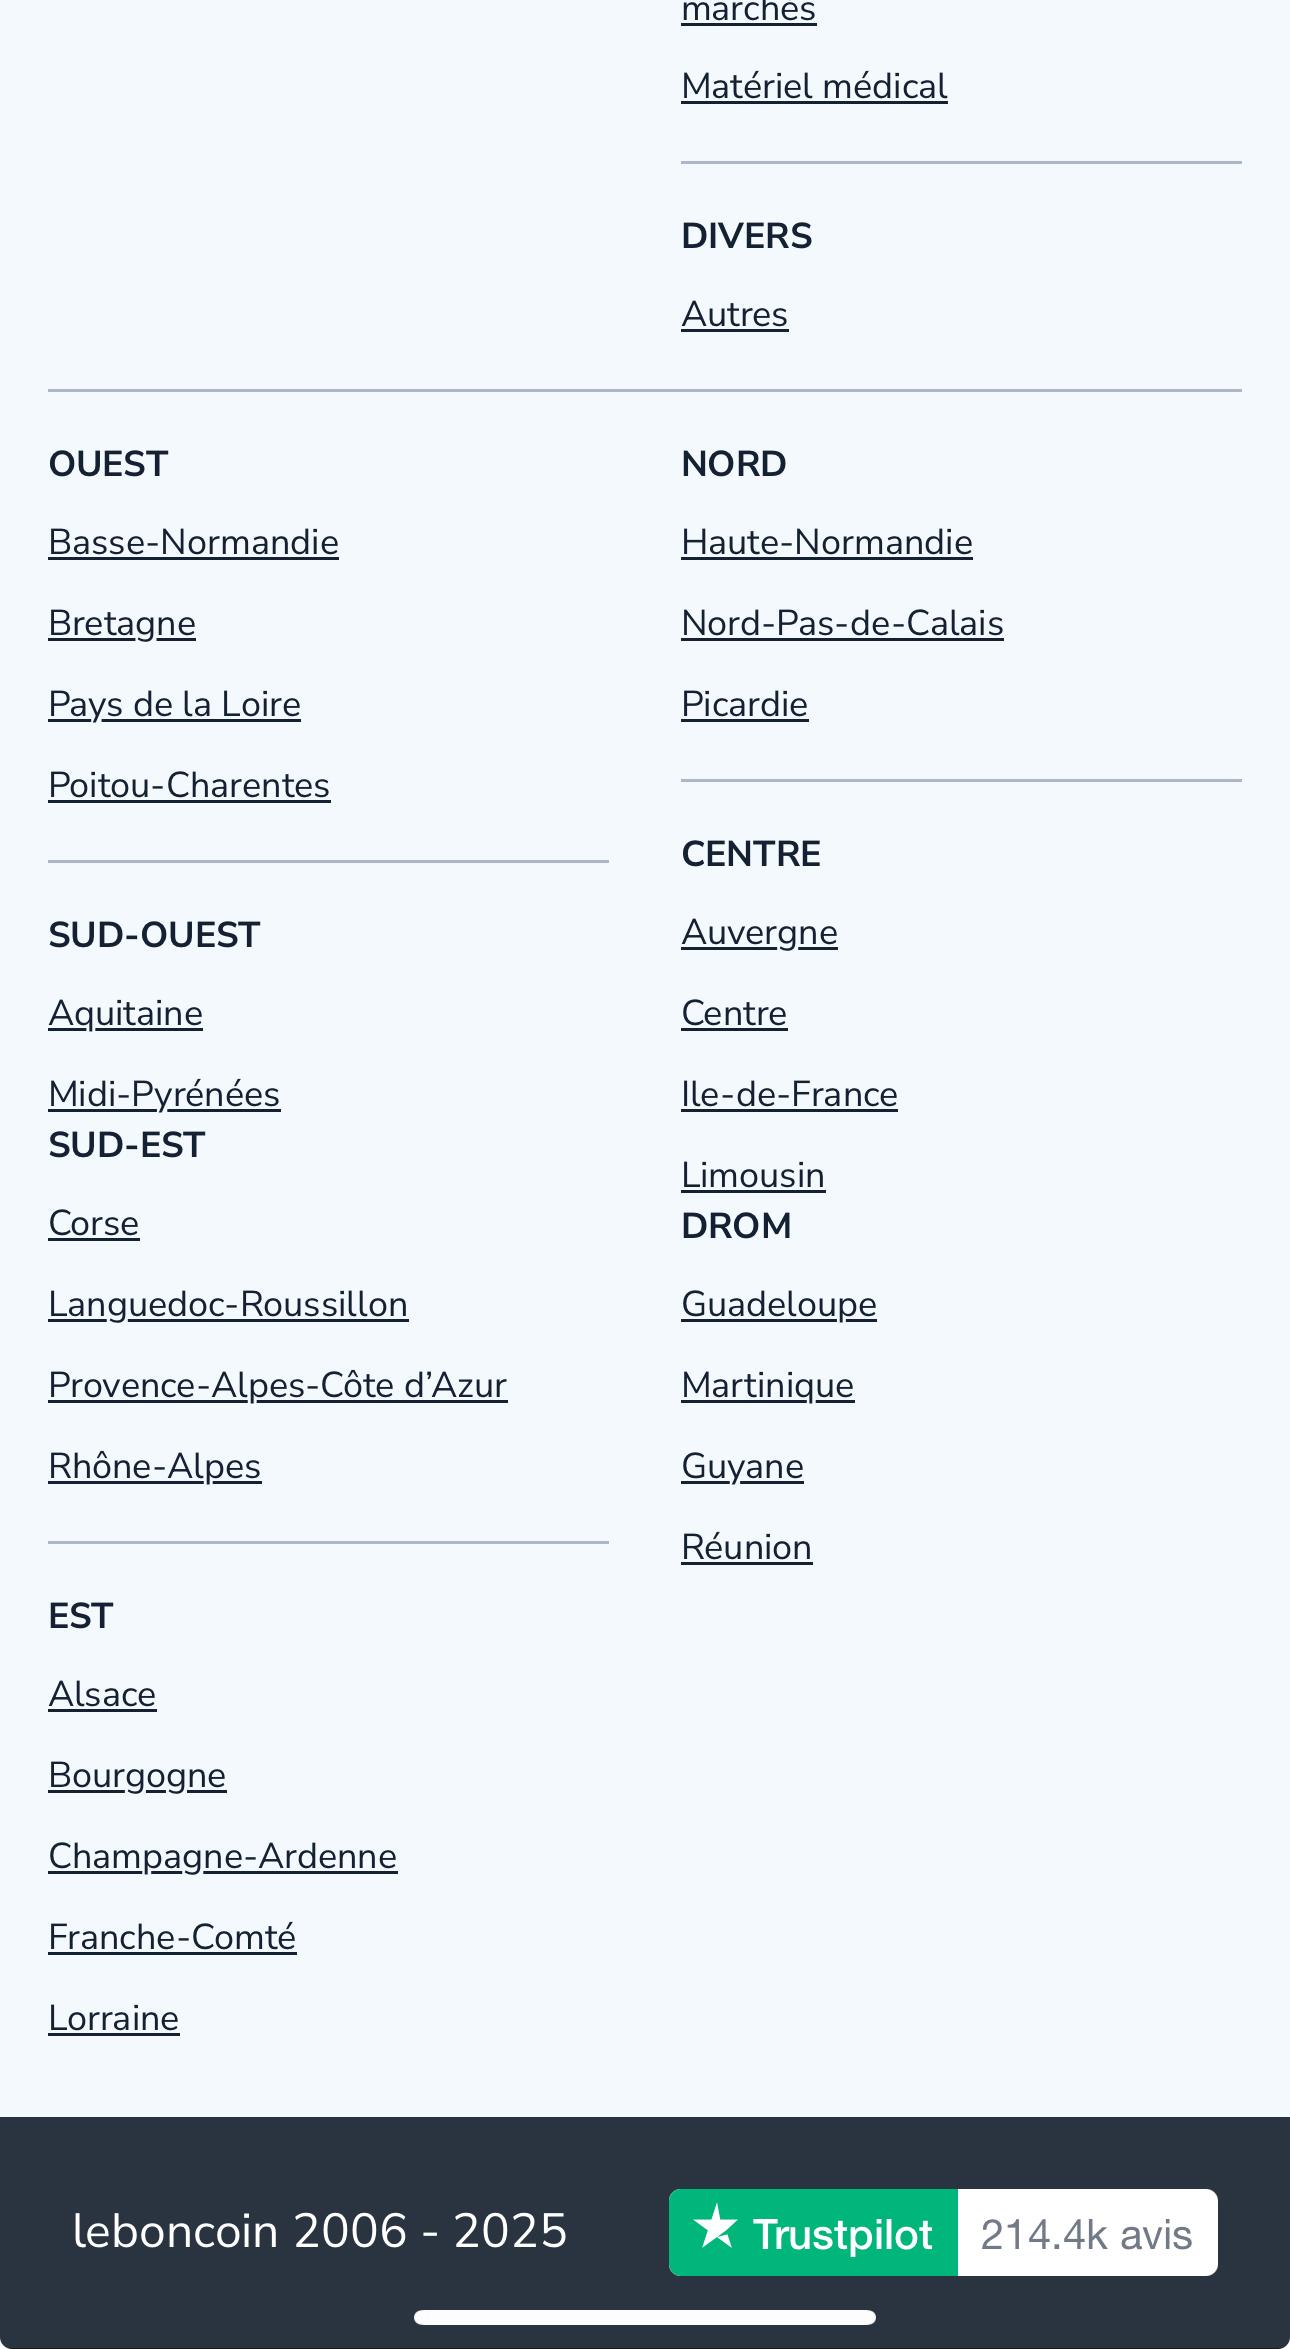 marchés
Matériel médical
DIVERS
Autres
OUEST
Basse-Normandie
Bretagne
Pays de la Loire
Poitou-Charentes
SUD-OUEST
Aquitaine
Midi-Pyrénées
SUD-EST
Corse
Languedoc-Roussillon
Provence-Alpes-Côte d’Azur
Rhône-Alpes
EST
Alsace
Bourgogne
Champagne-Ardenne
Franche-Comté
Lorraine
NORD
Haute-Normandie
Nord-Pas-de-Calais
Picardie
CENTRE
Auvergne
Centre
Ile-de-France
Limousin
DROM
Guadeloupe
Martinique
Guyane
Réunion
leboncoin 2006 - 2025
Trustpilot 214.4k avis